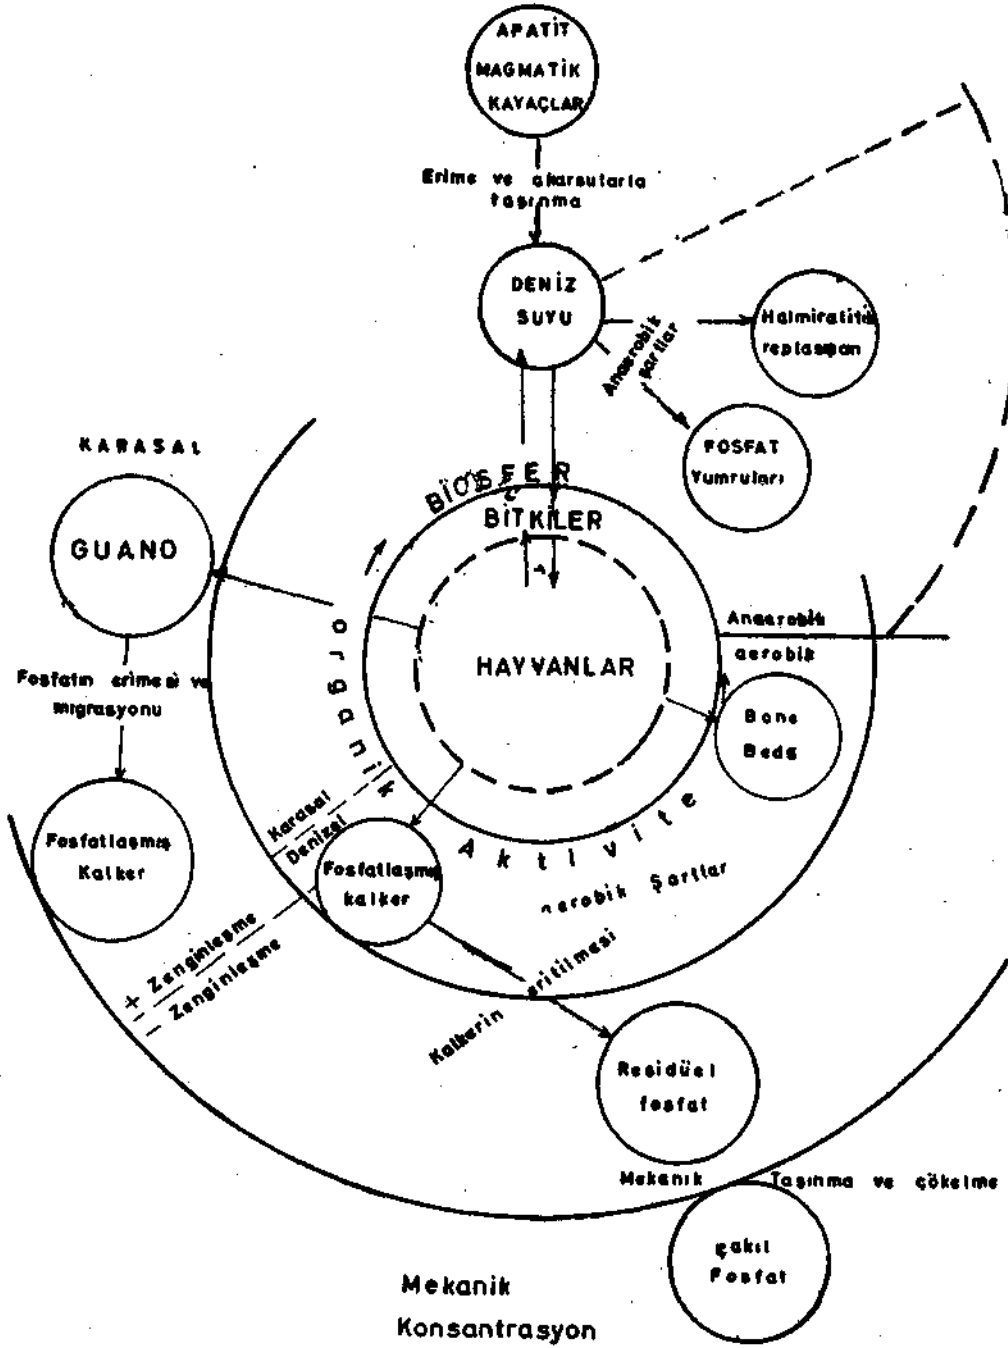 APATİT
MAGMATİK
KAYAÇLAR
Erime ve akarsularla
taşınma
DENİZ
SUYU
Anaerobik
şartlar
Halmiratitik
replasman
FOSFAT
Yumruları
KARASAL
GUANO
BİOSFER
BİTKİLER
HAYVANLAR
Anaerobik
aerobik
Bone
Beds
Fosfatın erimesi ve
migrasyonu
organik
Aktivite
Karasal
Denizel
Fosfatlaşmış
Kalker
Fosfatlaşmış
kalker
aerobik Şartlar
+ Zenginleşme
- Zenginleşme
Kalkerin eritilmesi
Residüel
fosfat
Mekanik Taşınma ve çökelme
çakıl
Fosfat
Mekanik
Konsantrasyon